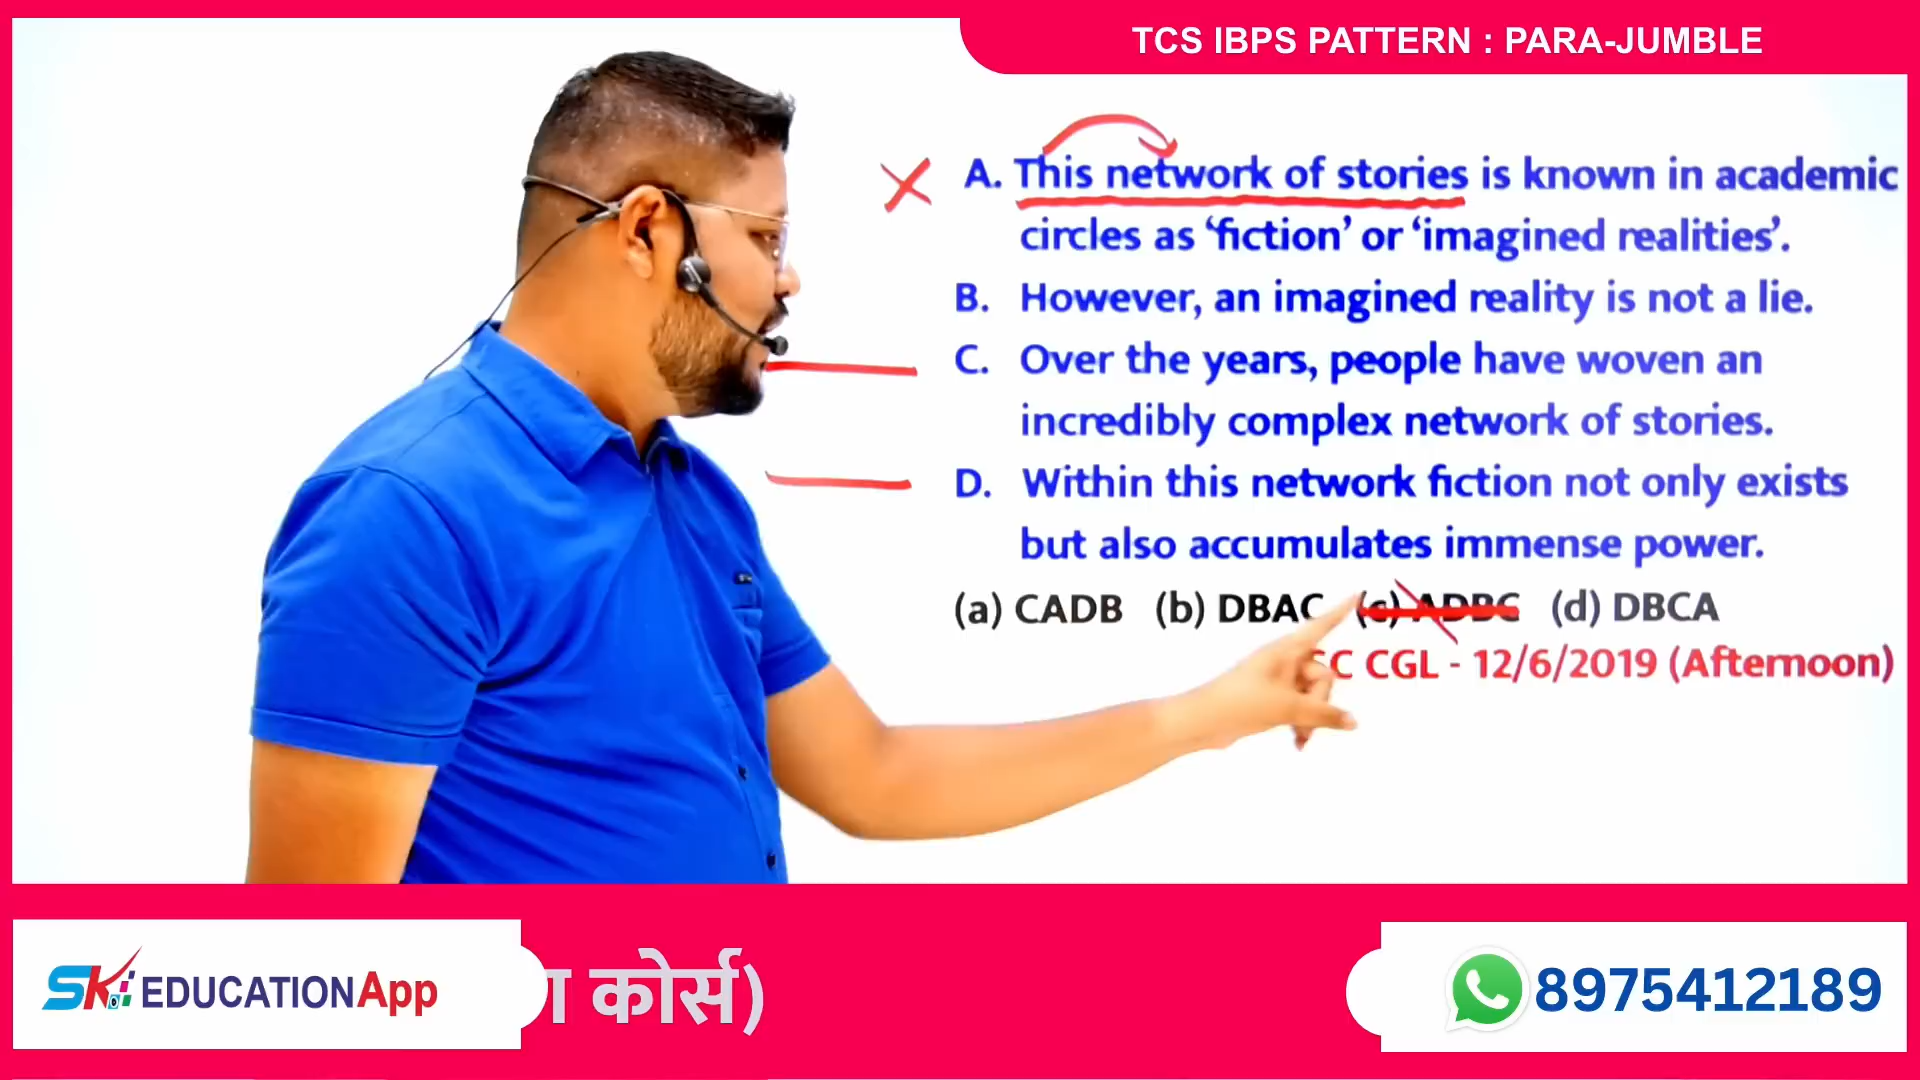 TCS IBPS PATTERN : PARA-JUMBLE
A. This network of stories is known in academic
circles as ‘fiction’ or ‘imagined realities’.
B. However, an imagined reality is not a lie.
C. Over the years, people have woven an
incredibly complex network of stories.
D. Within this network fiction not only exists
but also accumulates immense power.
(a) CADB (b) DBAC (c) ADBC (d) DBCA
CGL - 12/6/2019 (Afternoon)
SK EDUCATION App
कोर्स)
8975412189